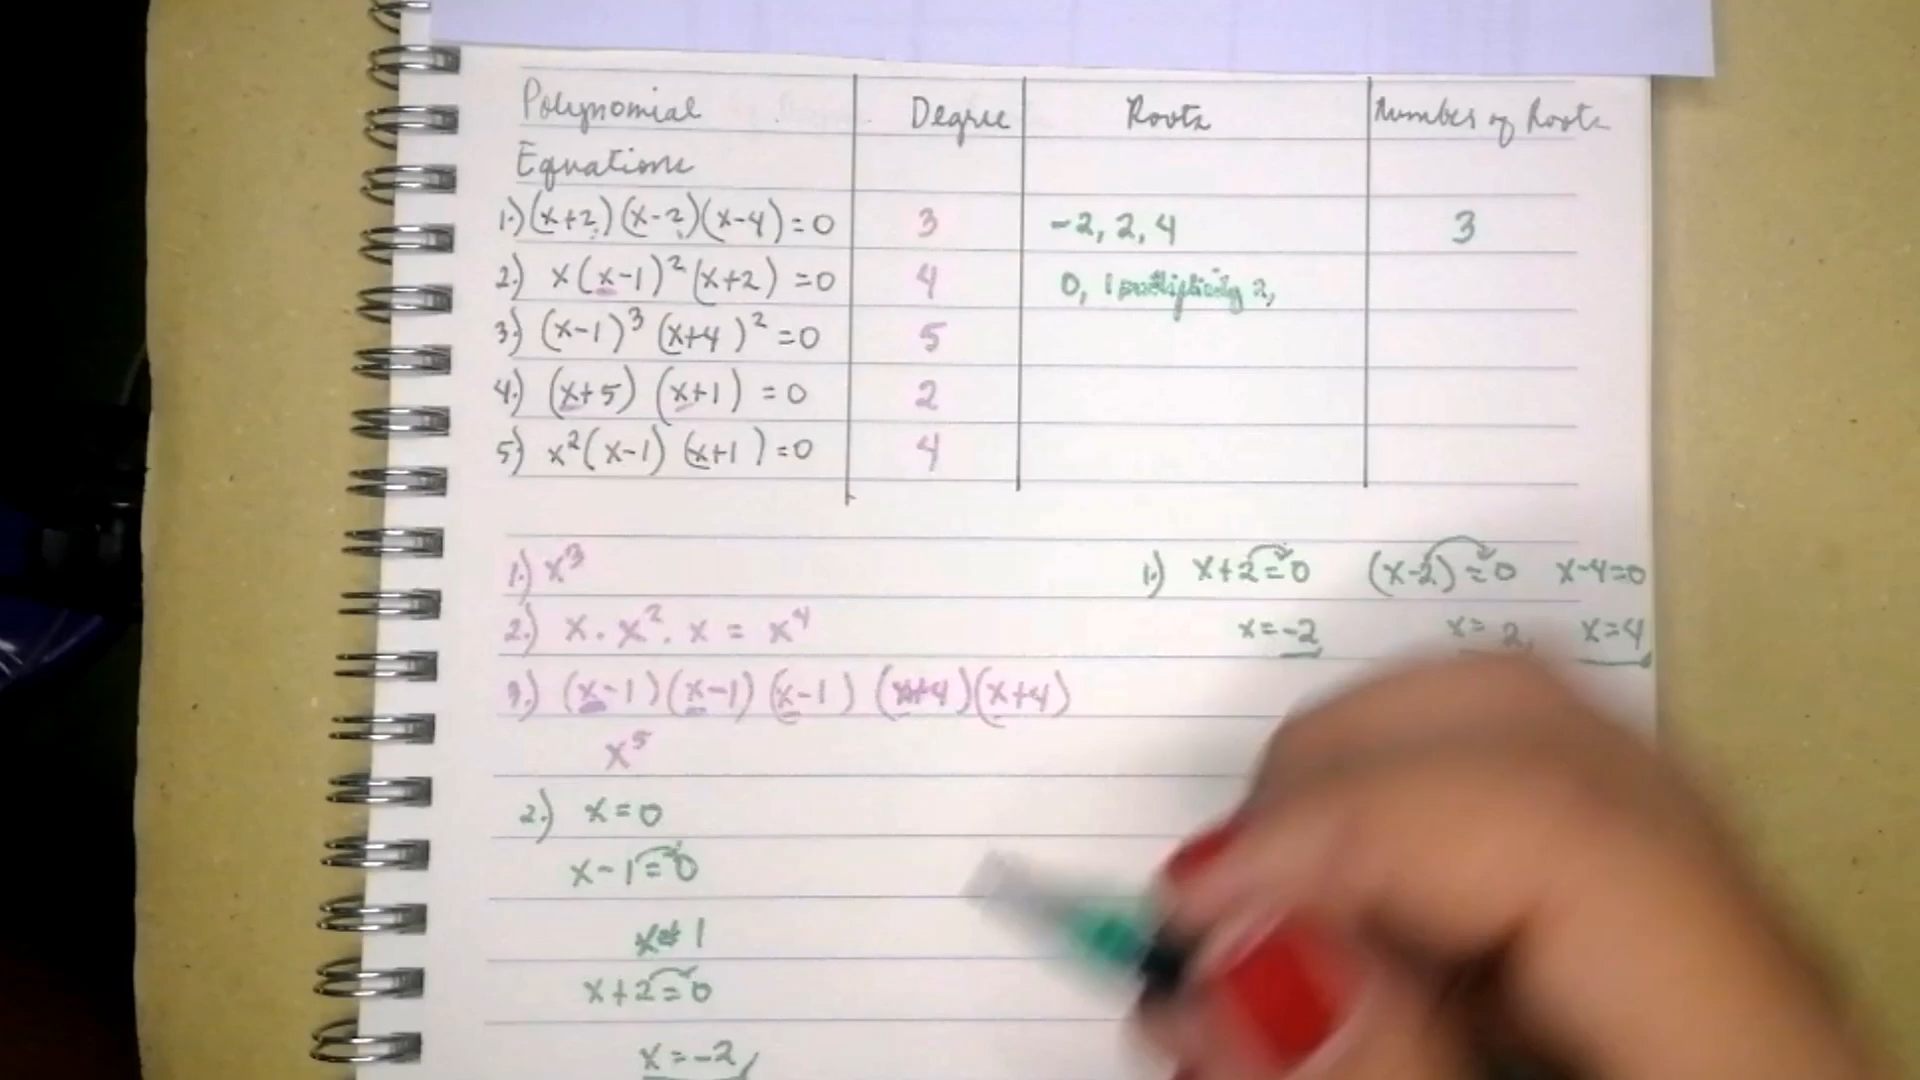 Polynomial Degree Roots Number of Roots
Equations
1.) (x+2)(x-2)(x-4)=0 3 -2, 2, 4 3
2.) x(x-1)²(x+2)=0 4 0, 1 multiplicity 2,
3.) (x-1)³(x+4)²=0 5
4.) (x+5)(x+1)=0 2
5.) x²(x-1)(x+1)=0 4
1.) x³
2.) x · x² · x = x⁴
3.) (x-1)(x-1)(x-1)(x+4)(x+4)
x⁵
1.) x+2=0 (x-2)=0 x-4=0
x=-2 x=2, x=4
2.) x=0
x-1=0
x=1
x+2=0
x=-2